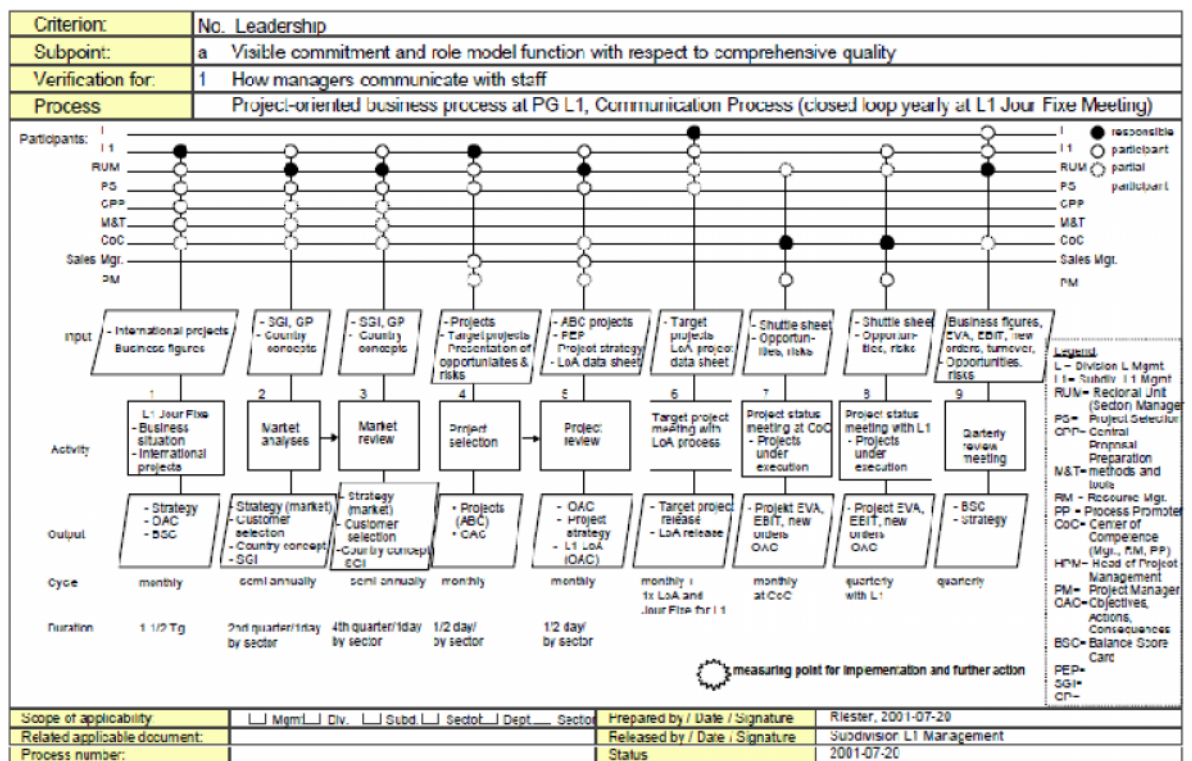 Criterion: No. Leadership
Subpoint: a Visible commitment and role model function with respect to comprehensive quality
Verification for: 1 How managers communicate with staff
Process Project-oriented business process at PG L1, Communication Process (closed loop yearly at L1 Jour Fixe Meeting)
Participants:
L1
RUM
PS
CPP
M&T
CoC
Sales Mgr.
PM
L1
RUM
PS
CPP
M&T
CoC
Sales Mgr.
PM
responsible
participant
partial
participant
Input
- International projects
Business figures
- SGI, GP
- Country
concepts
- SGI, GP
- Country
concepts
- Projects
- Target projects
- Presentation of
opportunlaites &
risks
- ABC projects
- PEP
Project strategy
- LoA data sheet
- Target
projects
- LoA project
data sheet
- Shuttle sheet
- Opportun-
ities, risks
- Shuttle sheet
- Opportun-
ities, risks
Business figures,
EVA, EBIT, new
orders, turnover,
Opportunities,
risks
1 2 3 4 5 6 7 8 9
Activity
L1 Jour Fixe
- Business
situation
- International
projects
Market
analyses
Market
review
Project
selection
Project
review
Target project
meeting with
LoA process
Project status
meeting at CoC
- Projects
under
execution
Project status
meeting with L1
- Projects
under
execution
Qarterly
review
meeting
Output
- Strategy
- OAC
- BSC
- Strategy (market)
- Customer
selection
- Country concept
- SGI
- Strategy
(market)
- Customer
selection
- Country concept
SGI
- Projects
(ABC)
- OAC
- OAC
- Project
strategy
- L1 LoA
(OAC)
- Target project
release
- LoA release
- Projekt EVA,
EBIT, new
orders
OAC
- Project EVA,
EBIT, new
orders
OAC
- BSC
- Strategy
Cycle
monthly
semi annually
semi annually
monthly
monthly
monthly
1x LoA and
Jour Fixe for L1
monthly
at CoC
quarterly
with L1
quarterly
Duration
1 1/2 Tg
2nd quarter/1day
by sector
4th quarter/1day
by sector
1/2 day/
by sector
1/2 day/
by sector
measuring point for implementation and further action
Legend:
L = Division L Mgmt
L1= Subdiv. L1 Mgmt
RUM= Regional Unit
(Sector Manager
PS= Project Selection
CPP= Central
Proposal
Preparation
M&T= methods and
tools
RM = Resource Mgr.
PP = Process Promoter
CoC= Center of
Competence
(Mgr., RM, PP)
HPM= Head of Project
Management
PM= Project Manager
OAC=Objectives,
Actions,
Consequences
BSC= Balance Score
Card
PEP=
SGI=
GP=
Scope of applicability: Mgmt Div. Subd. Sector Dept. Sector Prepared by / Date / Signature Riester, 2001-07-20
Related applicable document: Released by / Date / Signature Subdivision L1 Management
Process number: Status 2001-07-20